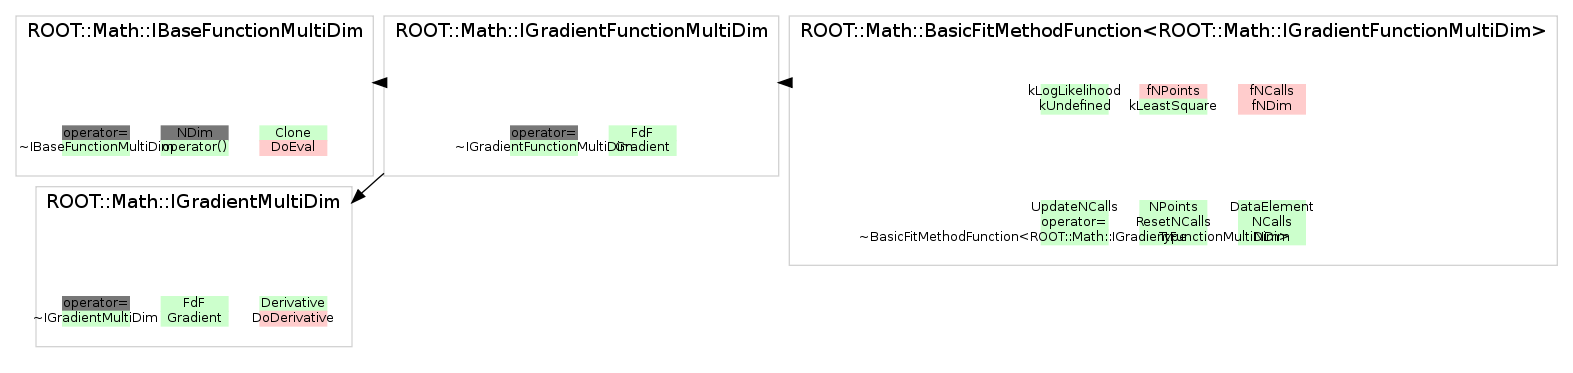 ROOT::Math::IBaseFunctionMultiDim
operator= NDim Clone
~IBaseFunctionMultiDim operator() DoEval
ROOT::Math::IGradientFunctionMultiDim
operator= FdF
~IGradientFunctionMultiDim Gradient
ROOT::Math::BasicFitMethodFunction<ROOT::Math::IGradientFunctionMultiDim>
kLogLikelihood fNPoints fNCalls
kUndefined kLeastSquare fNDim
UpdateNCalls NPoints DataElement
operator= ResetNCalls NCalls
~BasicFitMethodFunction<ROOT::Math::IGradientFunctionMultiDim> Type NDim
ROOT::Math::IGradientMultiDim
operator= FdF Derivative
~IGradientMultiDim Gradient DoDerivative